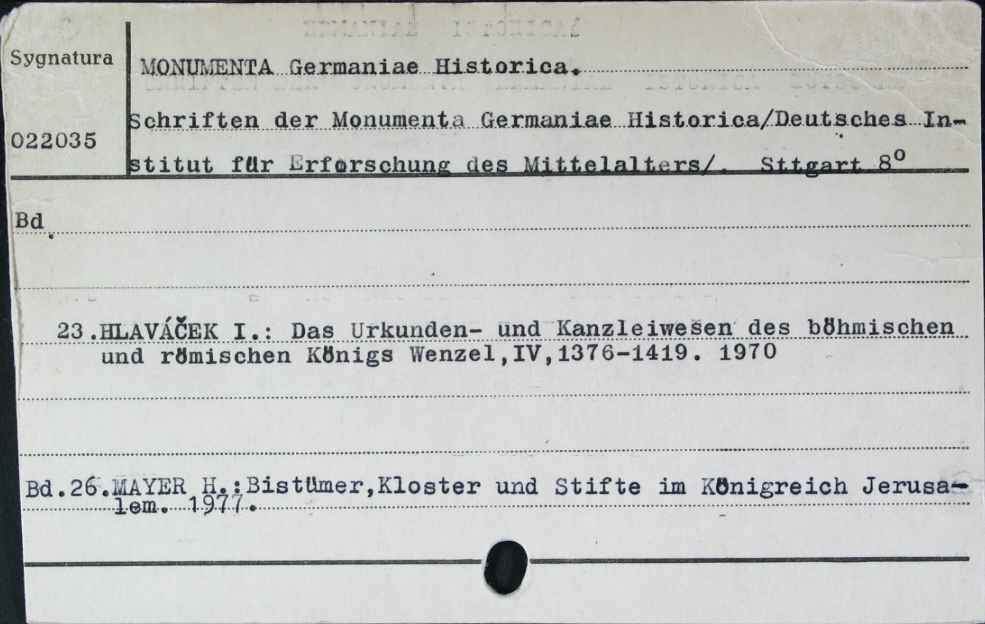 Sygnatura
MONUMENTA Germaniae Historica.
022035
Schriften der Monumenta Germaniae Historica/Deutsches In-
stitut für Erforschung des Mittelalters/. Sttgart 8º
Bd.
23.HLAVÁČEK I.: Das Urkunden- und Kanzleiwesen des böhmischen
und römischen Königs Wenzel,IV,1376-1419. 1970
Bd.26.MAYER H.:Bistümer,Kloster und Stifte im Königreich Jerusa-
lem. 1977.